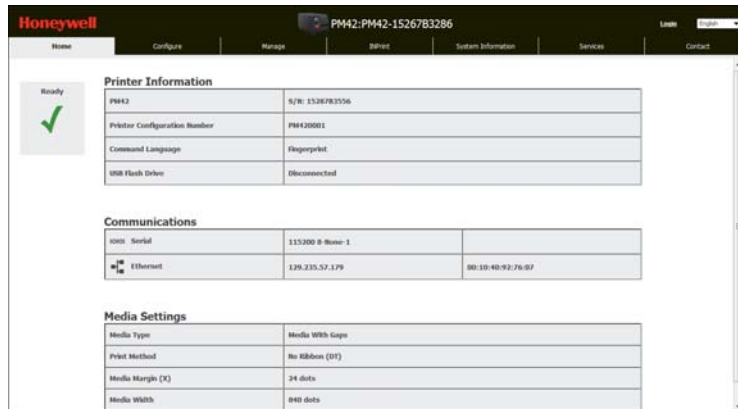 Honeywell
PM42:PM42-15267B3286
Login English
Home Configure Manage INPrint System Information Services Contact
Ready
Printer Information
PM42 S/N: 1526783556
Printer Configuration Number PM420001
Command Language Fingerprint
USB Flash Drive Disconnected
Communications
Serial 115200 8-None-1
Ethernet 129.235.57.179 00:10:40:92:76:07
Media Settings
Media Type Media With Gaps
Print Method No Ribbon (DT)
Media Margin (X) 24 dots
Media Width 840 dots